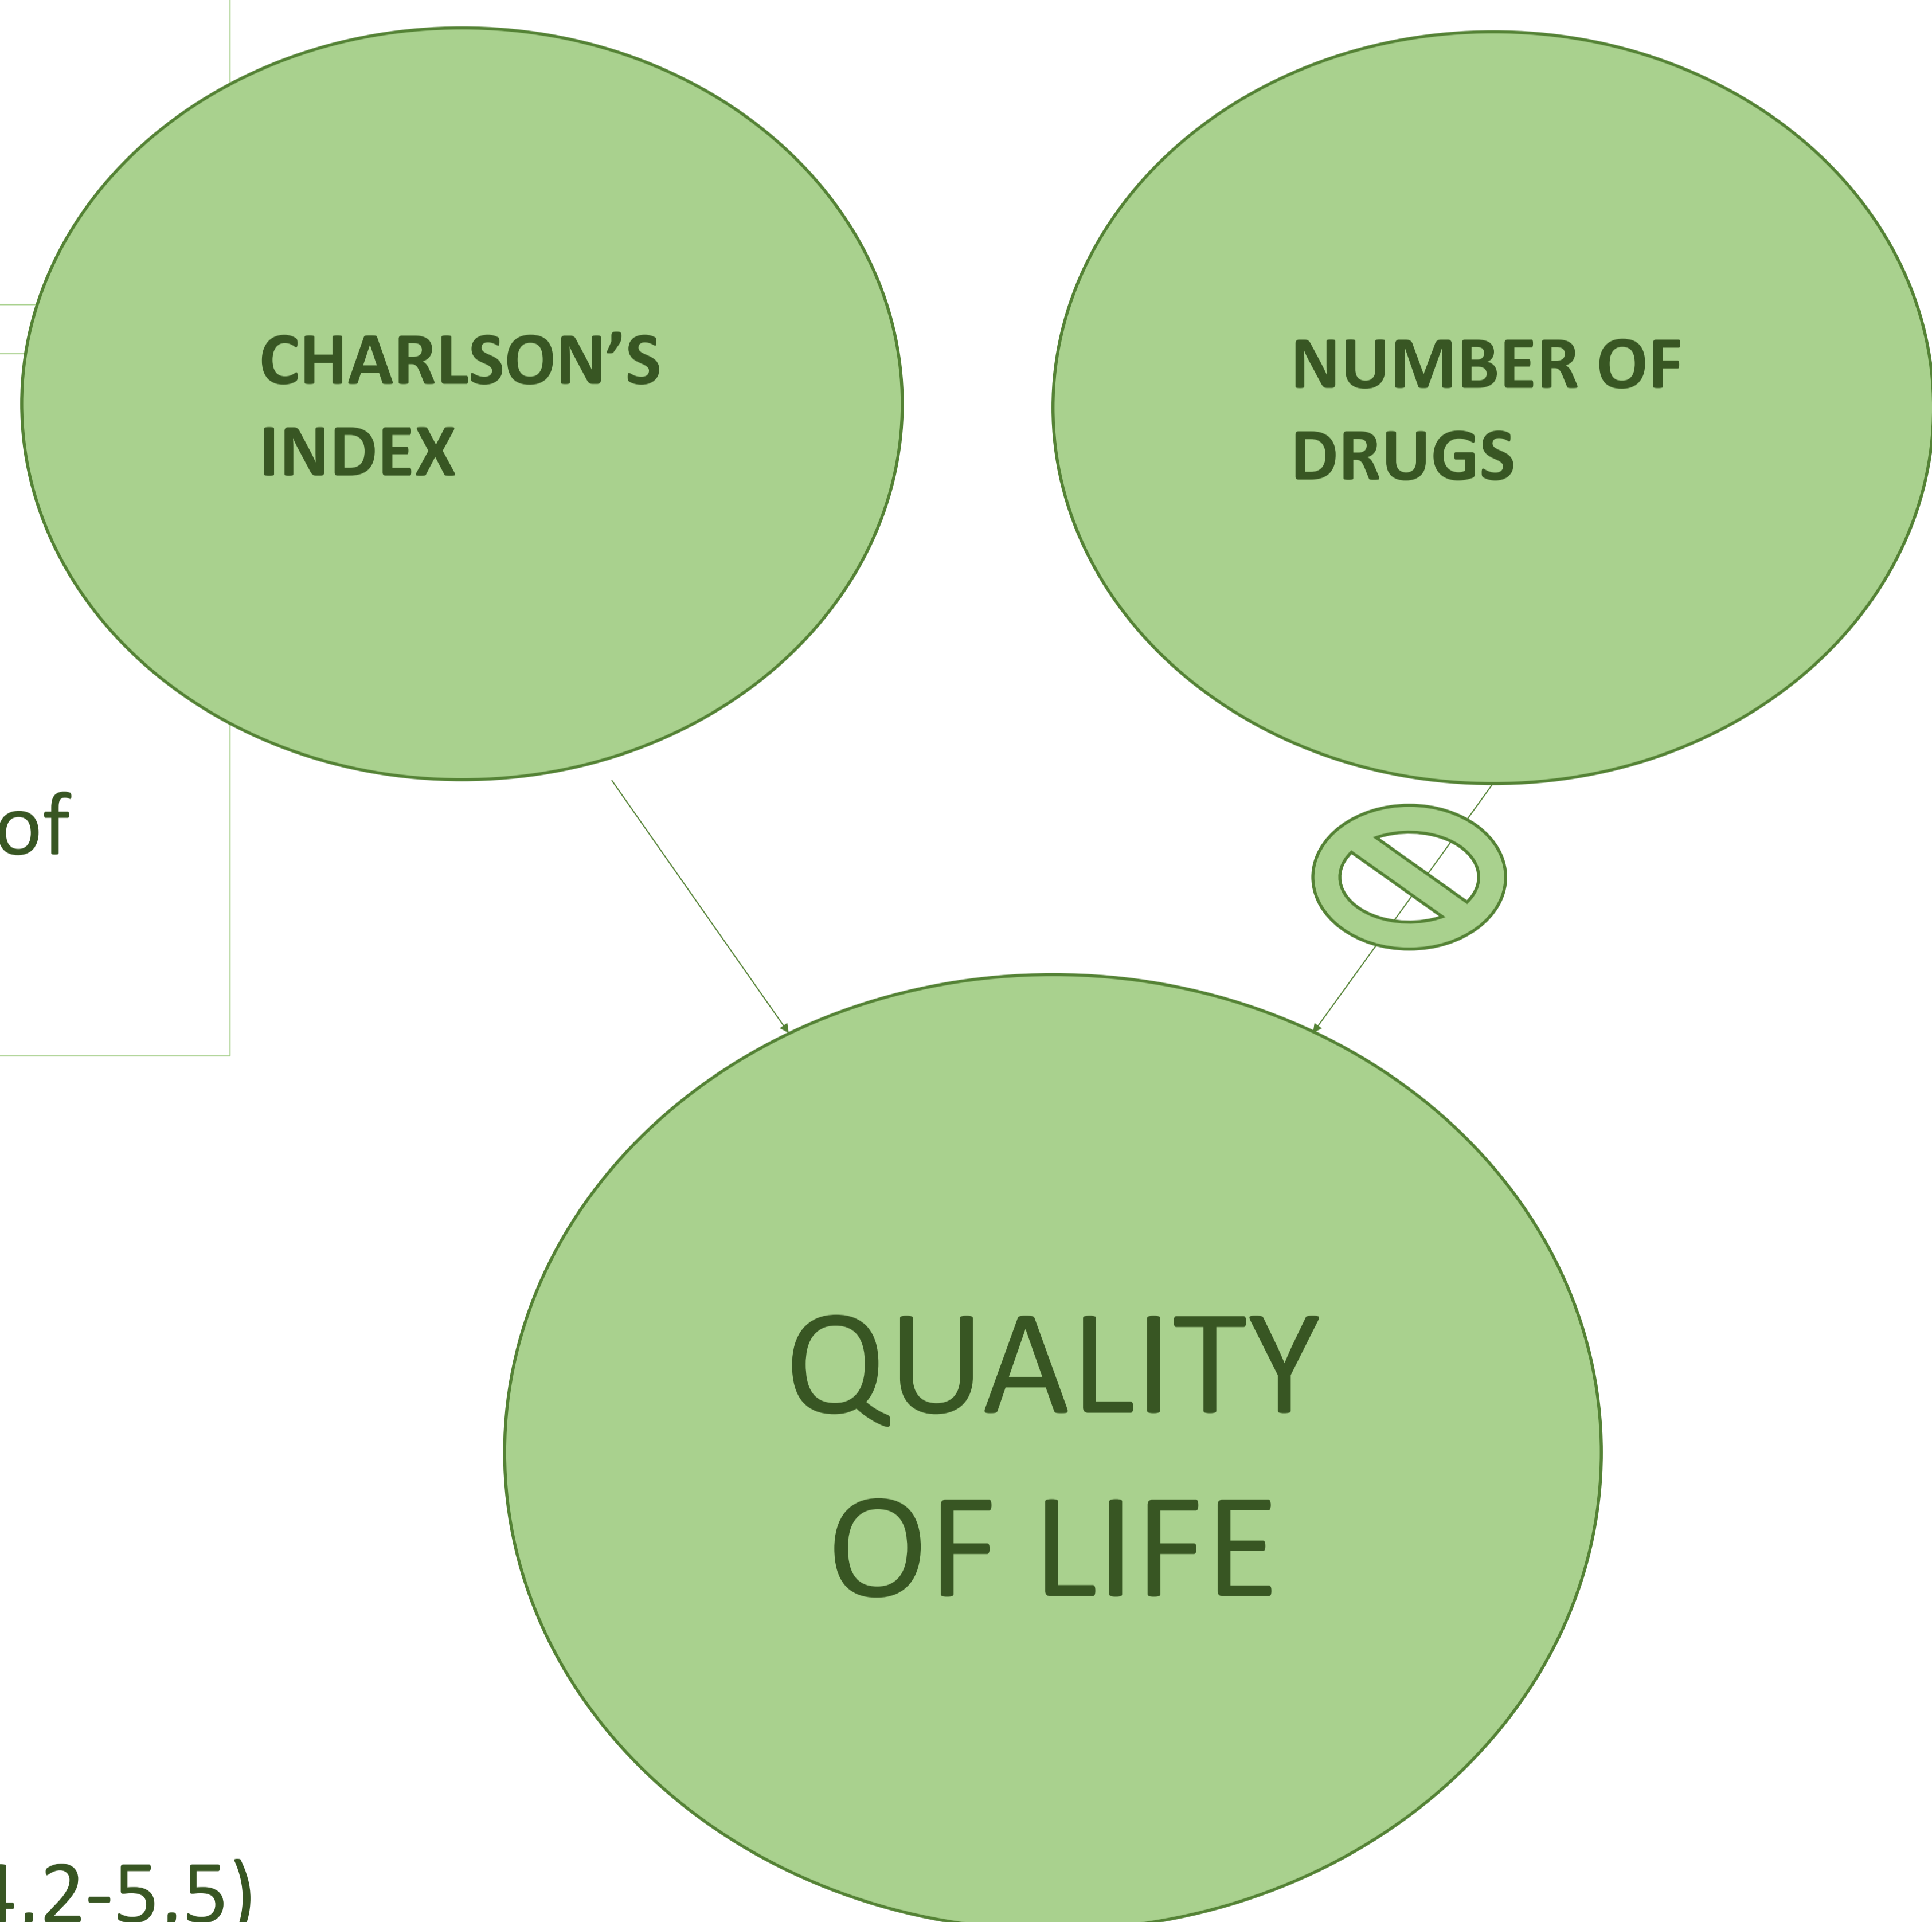 CHARLSON’S
INDEX
NUMBER OF
DRUGS
of
QUALITY
OF LIFE
,2-5,5)